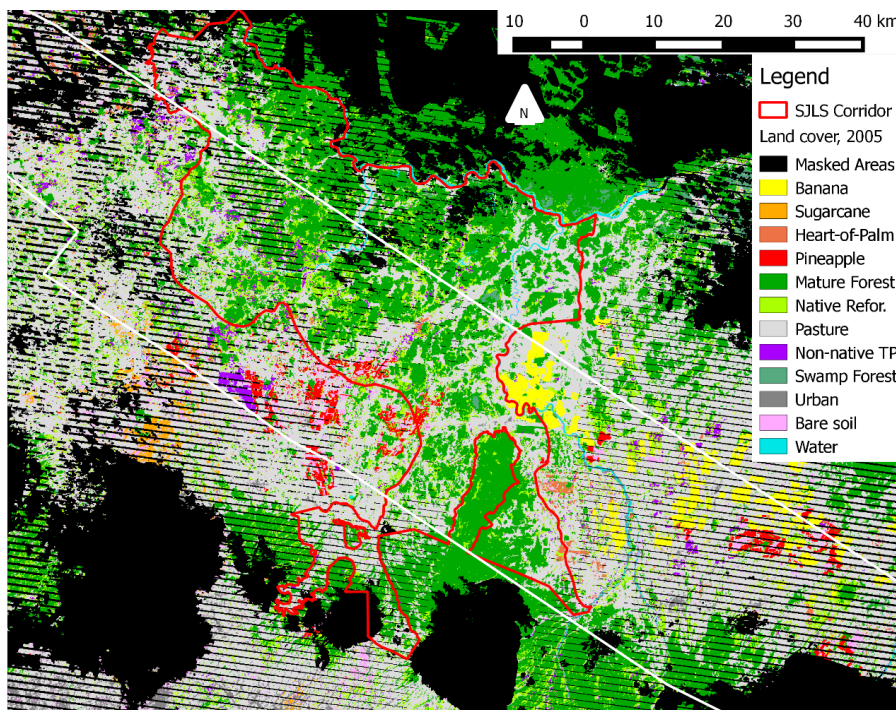 10 0 10 20 30 40 km
N
Legend
SJLS Corridor
Land cover, 2005
Masked Areas
Banana
Sugarcane
Heart-of-Palm
Pineapple
Mature Forest
Native Refor.
Pasture
Non-native TP
Swamp Forest
Urban
Bare soil
Water